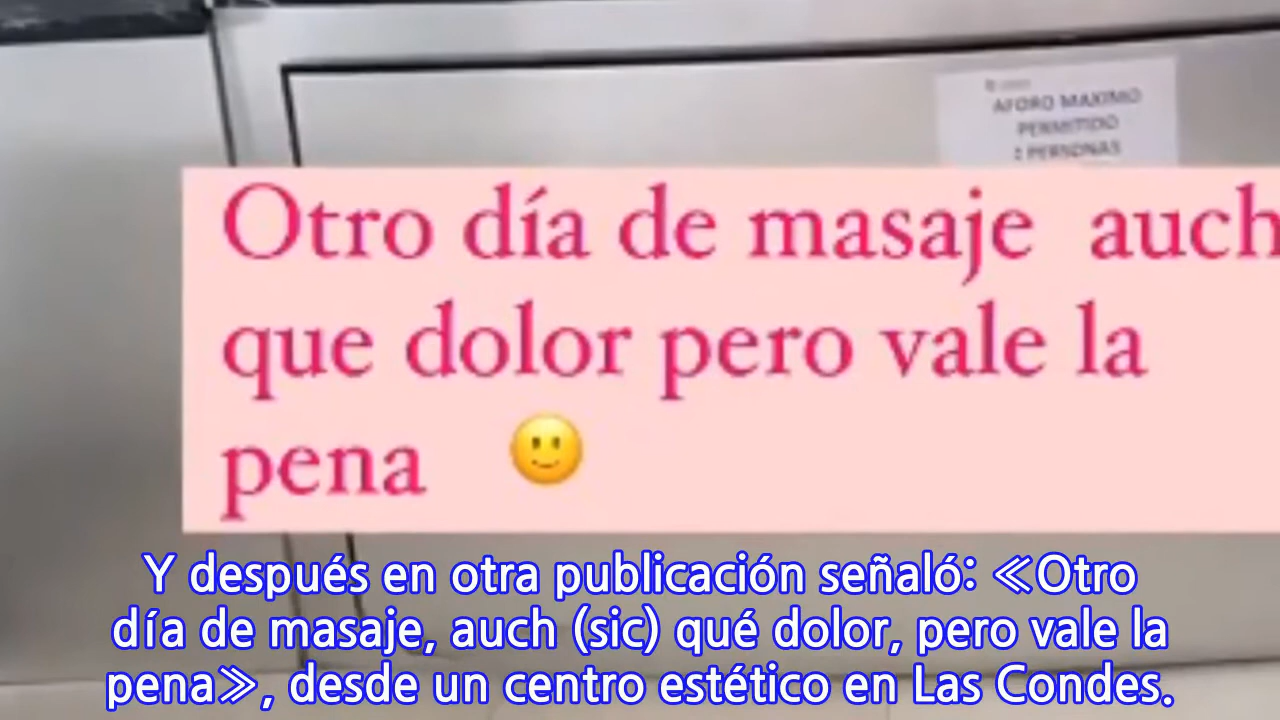 AFORO MAXIMO
PERMITIDO
PERSONAS
Otro día de masaje auch
que dolor pero vale la
pena 🙂
Y después en otra publicación señaló: ≪Otro
día de masaje, auch (sic) qué dolor, pero vale la
pena≫, desde un centro estético en Las Condes.